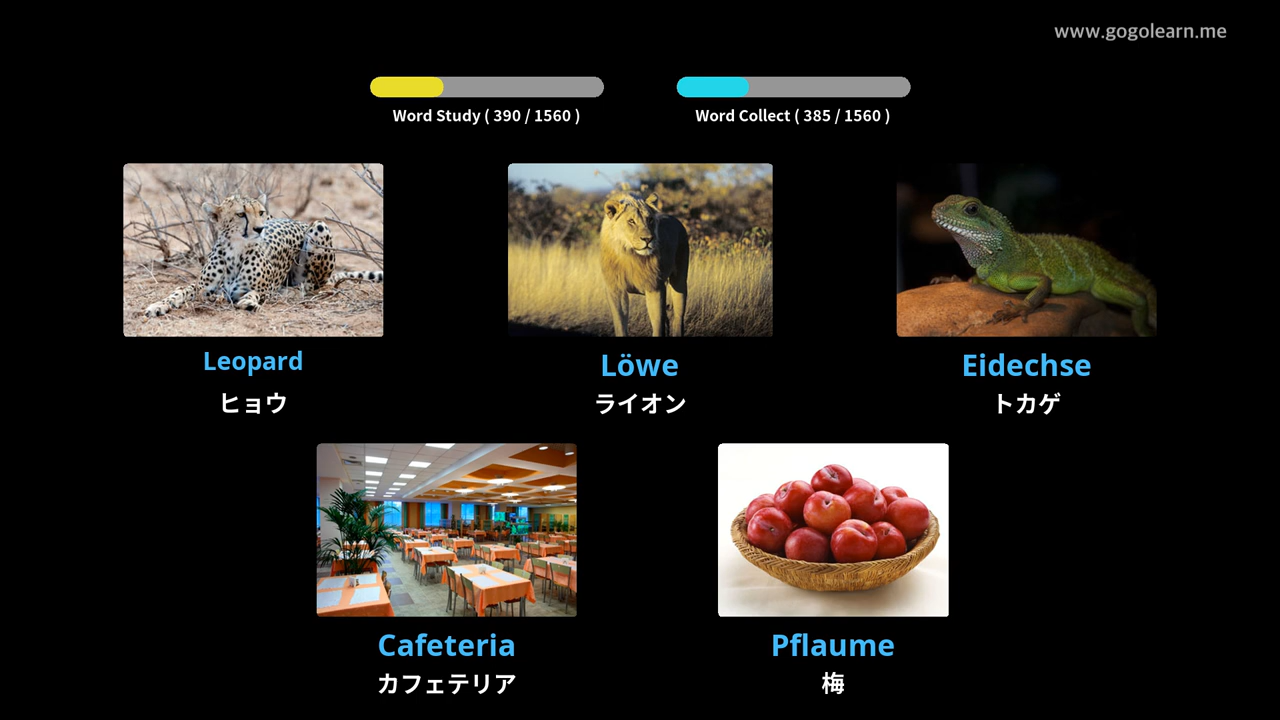 www.gogolearn.me
Word Study ( 390 / 1560 )
Word Collect ( 385 / 1560 )
Leopard
ヒョウ
Löwe
ライオン
Eidechse
トカゲ
Cafeteria
カフェテリア
Pflaume
梅